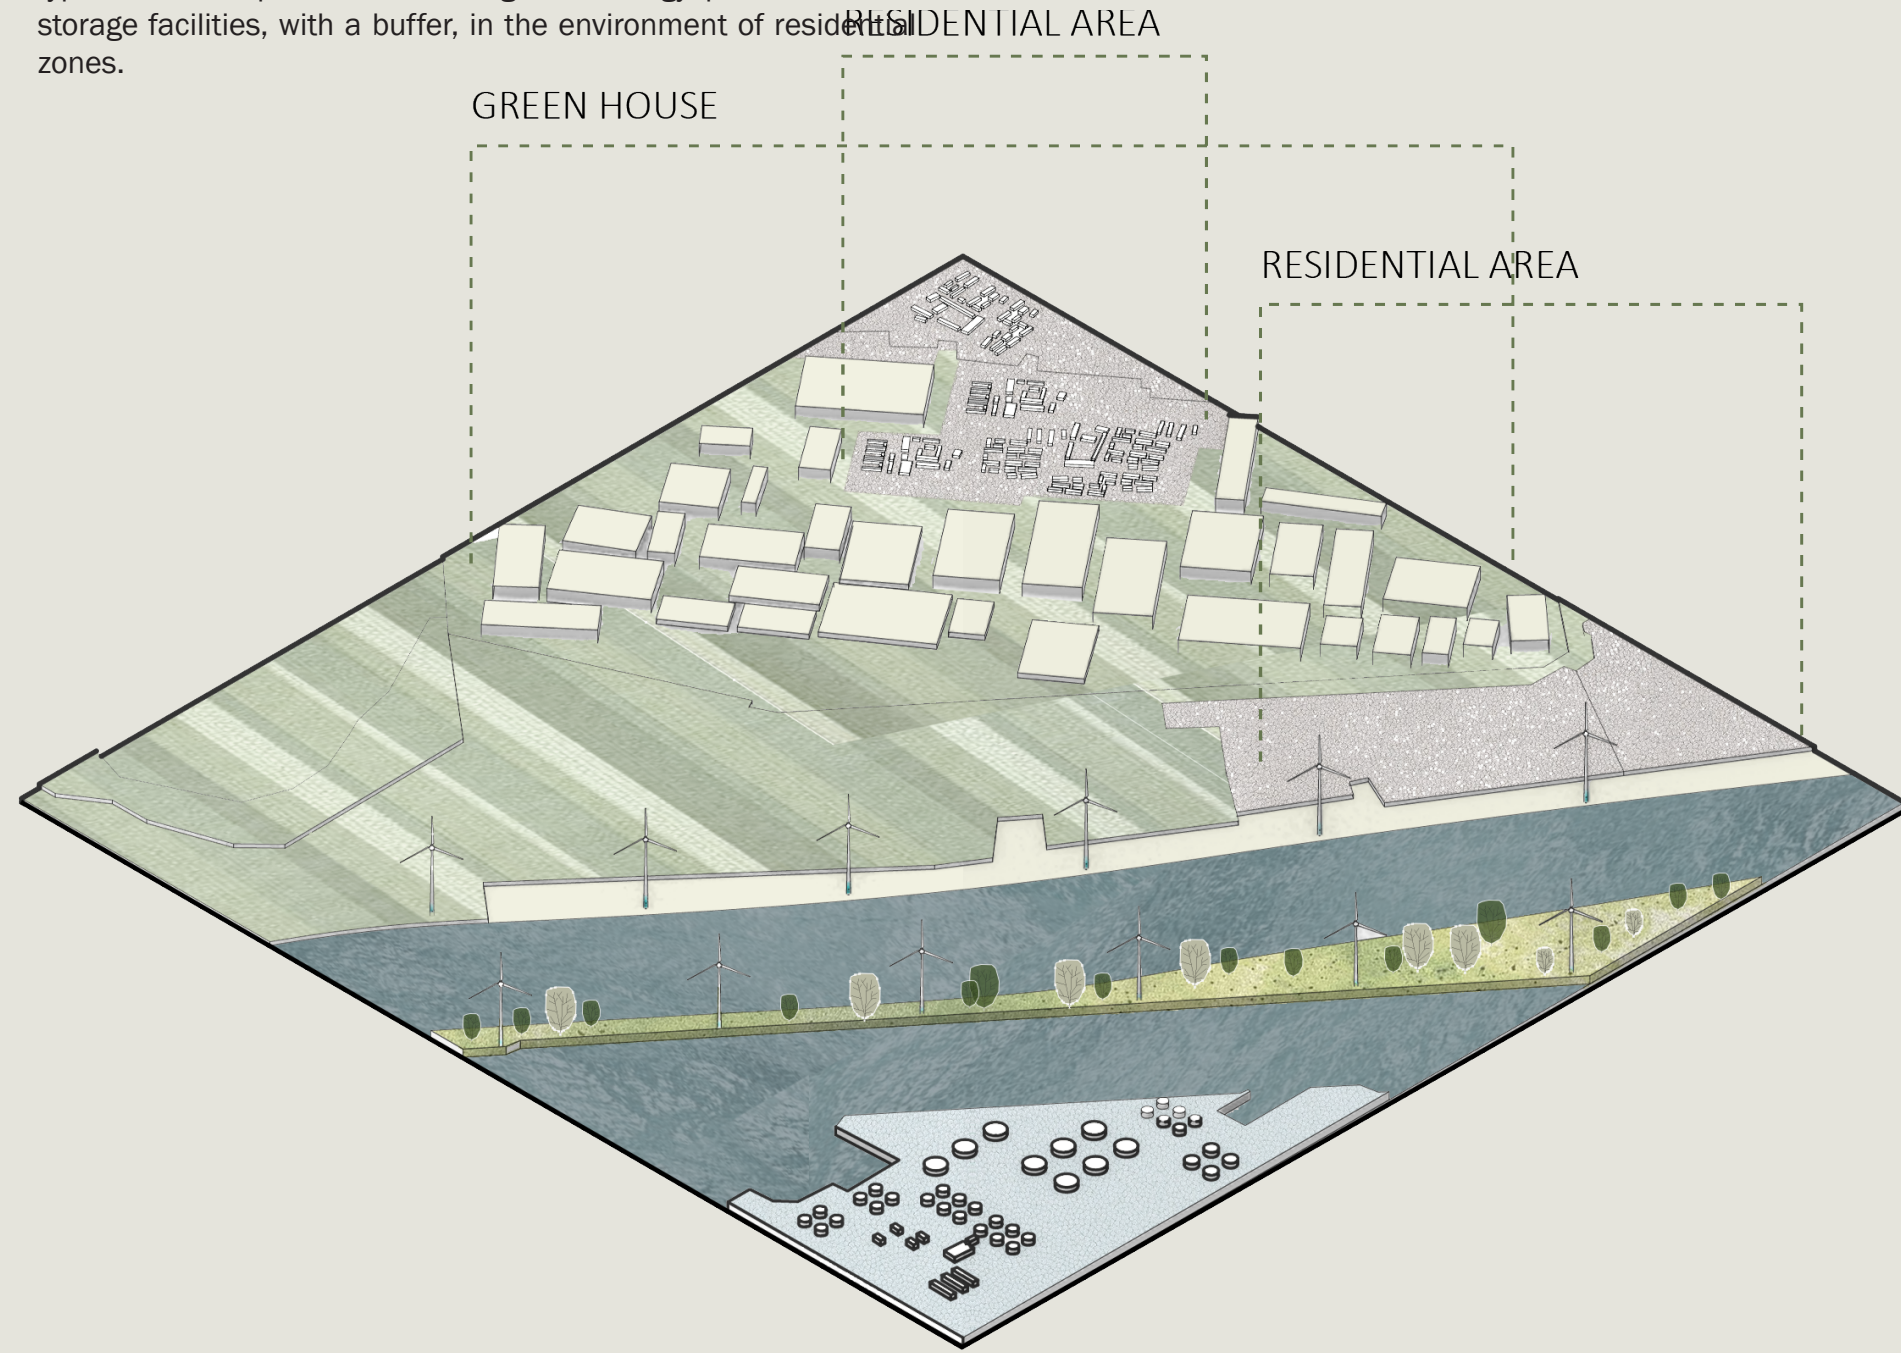 storage facilities, with a buffer, in the environment of residential
zones.
RESIDENTIAL AREA
GREEN HOUSE
RESIDENTIAL AREA